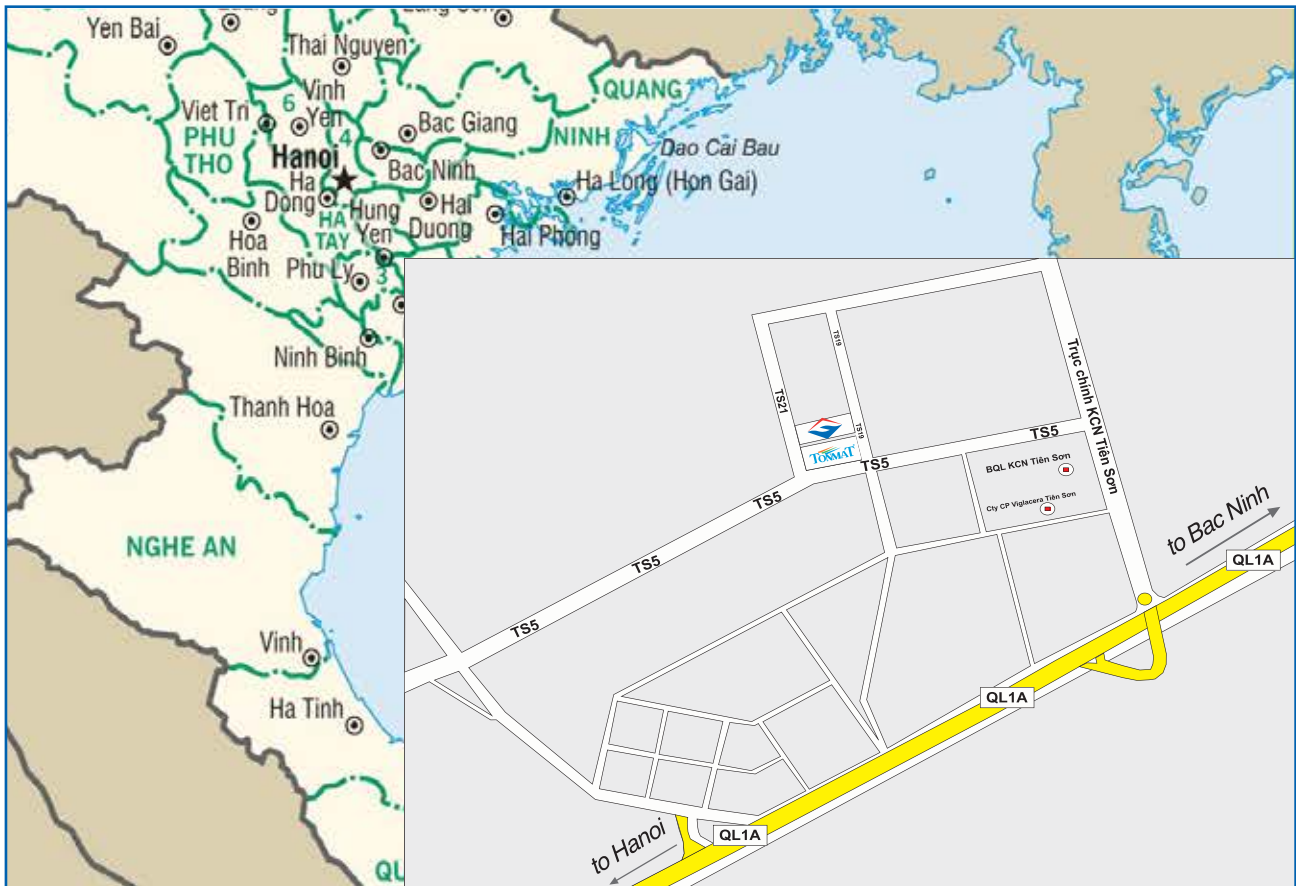 Yen Bai
Thai Nguyen
QUANG
Viet Tri
6
Vinh
Yen
4
Bac Giang
NINH
PHU
THO
Hanoi
Bac Ninh
Dao Cai Bau
Ha
Dong
Ha Long (Hon Gai)
HA
TAY
Hung
Yen
Hai
Duong
Hai Phong
Hoa
Binh
Phu Ly
3
Ninh Binh
Thanh Hoa
NGHE AN
Vinh
Ha Tinh
QU
TS19
TS21
TS19
TONMAT
TS5
TS5
Trục chính KCN Tiên Sơn
BQL KCN Tiên Sơn
Cty CP Viglacera Tiên Sơn
TS5
TS5
TS5
to Bac Ninh
QL1A
QL1A
QL1A
to Hanoi